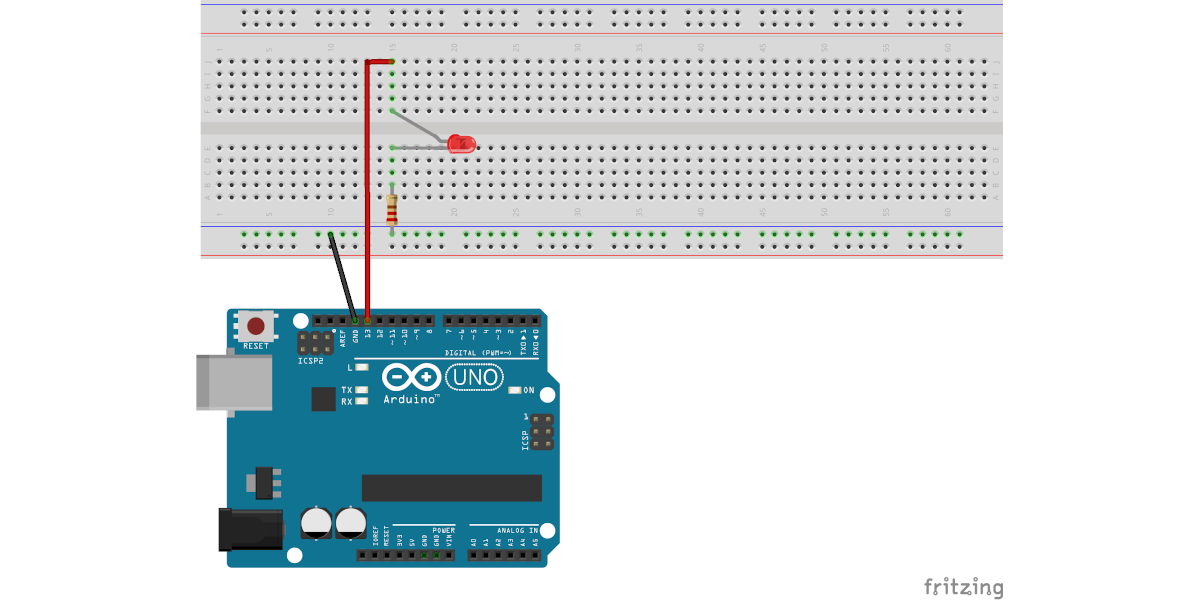 1 5 10 15 20 25 30 35 40 45 50 55 60
J J
I I
H H
G G
F F
E E
D D
C C
B B
A A
1 5 10 15 20 25 30 35 40 45 50 55 60
RESET
ICSP2
AREF GND 13 12 ~11 ~10 ~9 8 7 ~6 ~5 4 ~3 2 TX0▶1 RX0◀0
DIGITAL (PWM=~)
L
TX
RX
UNO
ON
Arduino™
1
ICSP
IOREF RESET 3V3 5V GND GND VIN
POWER
ANALOG IN
A0 A1 A2 A3 A4 A5
fritzing